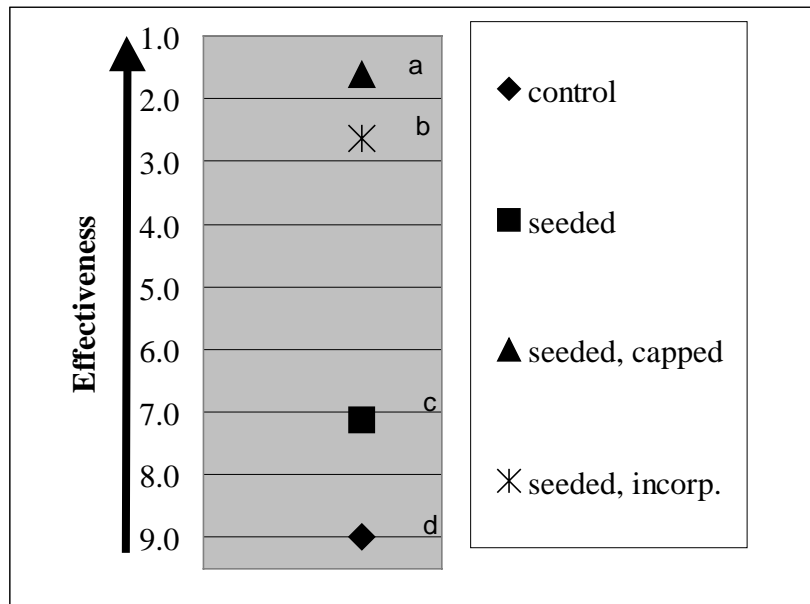 Effectiveness
1.0
2.0
3.0
4.0
5.0
6.0
7.0
8.0
9.0
a
b
c
d
control
seeded
seeded, capped
seeded, incorp.